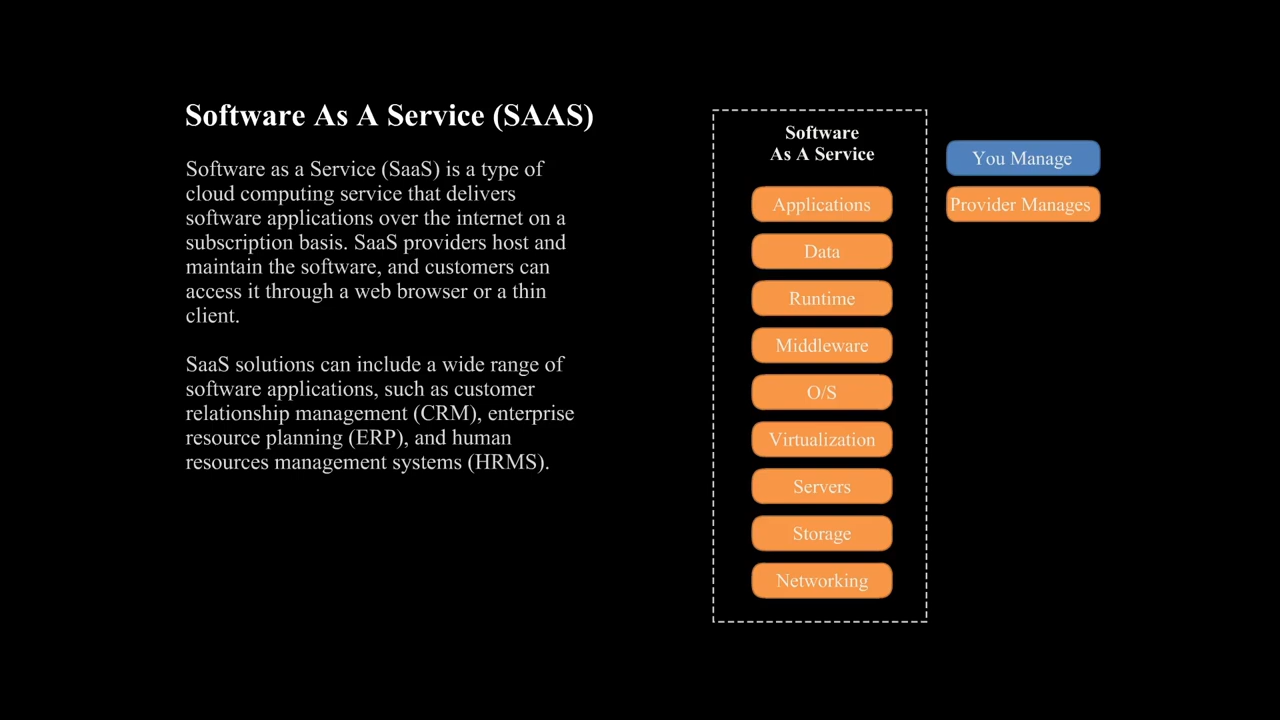 Software As A Service (SAAS)
Software as a Service (SaaS) is a type of
cloud computing service that delivers
software applications over the internet on a
subscription basis. SaaS providers host and
maintain the software, and customers can
access it through a web browser or a thin
client.
SaaS solutions can include a wide range of
software applications, such as customer
relationship management (CRM), enterprise
resource planning (ERP), and human
resources management systems (HRMS).
Software
As A Service
Applications
Data
Runtime
Middleware
O/S
Virtualization
Servers
Storage
Networking
You Manage
Provider Manages